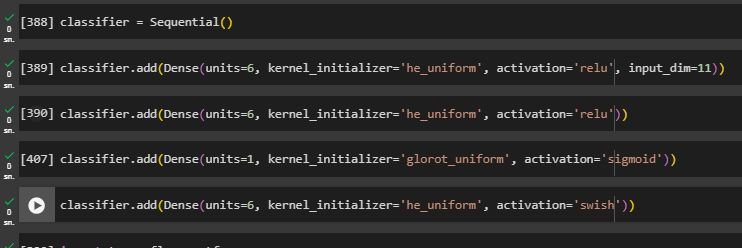 0
sn.
[388] classifier = Sequential()
0
sn.
[389] classifier.add(Dense(units=6, kernel_initializer='he_uniform', activation='relu', input_dim=11))
0
sn.
[390] classifier.add(Dense(units=6, kernel_initializer='he_uniform', activation='relu'))
0
sn.
[407] classifier.add(Dense(units=1, kernel_initializer='glorot_uniform', activation='sigmoid'))
0
sn.
classifier.add(Dense(units=6, kernel_initializer='he_uniform', activation='swish'))